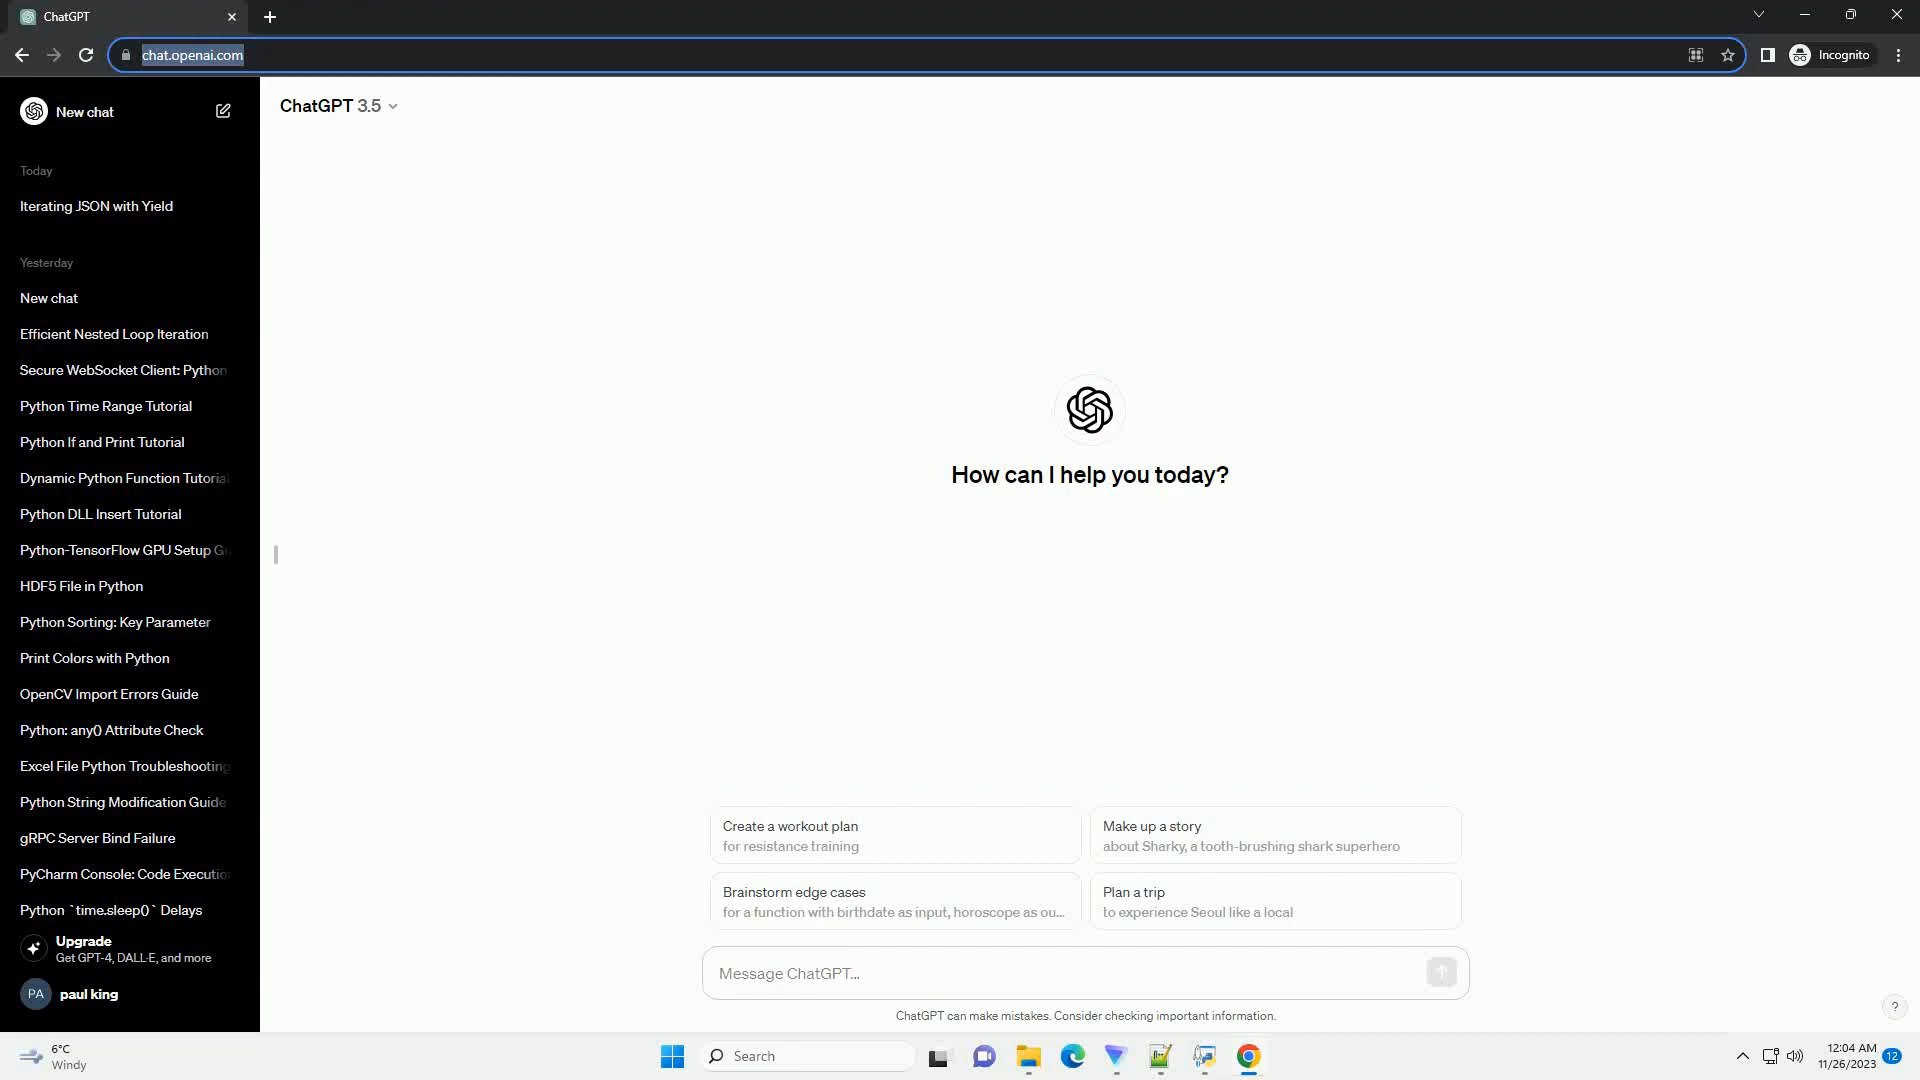 ChatGPT
chat.openai.com
Incognito
New chat
ChatGPT 3.5
Today
Iterating JSON with Yield
Yesterday
New chat
Efficient Nested Loop Iteration
Secure WebSocket Client: Python
Python Time Range Tutorial
Python If and Print Tutorial
Dynamic Python Function Tutorial
Python DLL Insert Tutorial
Python-TensorFlow GPU Setup G
HDF5 File in Python
Python Sorting: Key Parameter
Print Colors with Python
OpenCV Import Errors Guide
Python: any() Attribute Check
Excel File Python Troubleshooting
Python String Modification Guide
gRPC Server Bind Failure
PyCharm Console: Code Executio
Python `time.sleep()` Delays
Upgrade
Get GPT-4, DALL·E, and more
PA
paul king
How can I help you today?
Create a workout plan
for resistance training
Make up a story
about Sharky, a tooth-brushing shark superhero
Brainstorm edge cases
for a function with birthdate as input, horoscope as ou...
Plan a trip
to experience Seoul like a local
Message ChatGPT...
ChatGPT can make mistakes. Consider checking important information.
?
6°C
Windy
Search
12:04 AM
11/26/2023
12